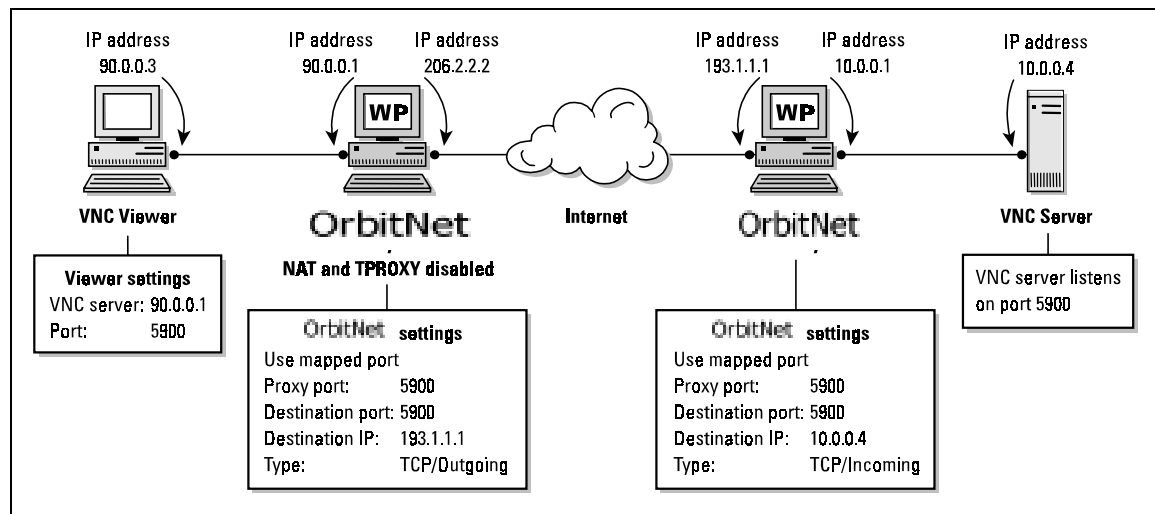 IP address
90.0.0.3
IP address
90.0.0.1
IP address
206.2.2.2
IP address
193.1.1.1
IP address
10.0.0.1
IP address
10.0.0.4
WP
WP
VNC Viewer
OrbitNet
Internet
OrbitNet
VNC Server
NAT and TPROXY disabled
Viewer settings
VNC server: 90.0.0.1
Port: 5900
OrbitNet settings
Use mapped port
Proxy port: 5900
Destination port: 5900
Destination IP: 193.1.1.1
Type: TCP/Outgoing
OrbitNet settings
Use mapped port
Proxy port: 5900
Destination port: 5900
Destination IP: 10.0.0.4
Type: TCP/Incoming
VNC server listens
on port 5900